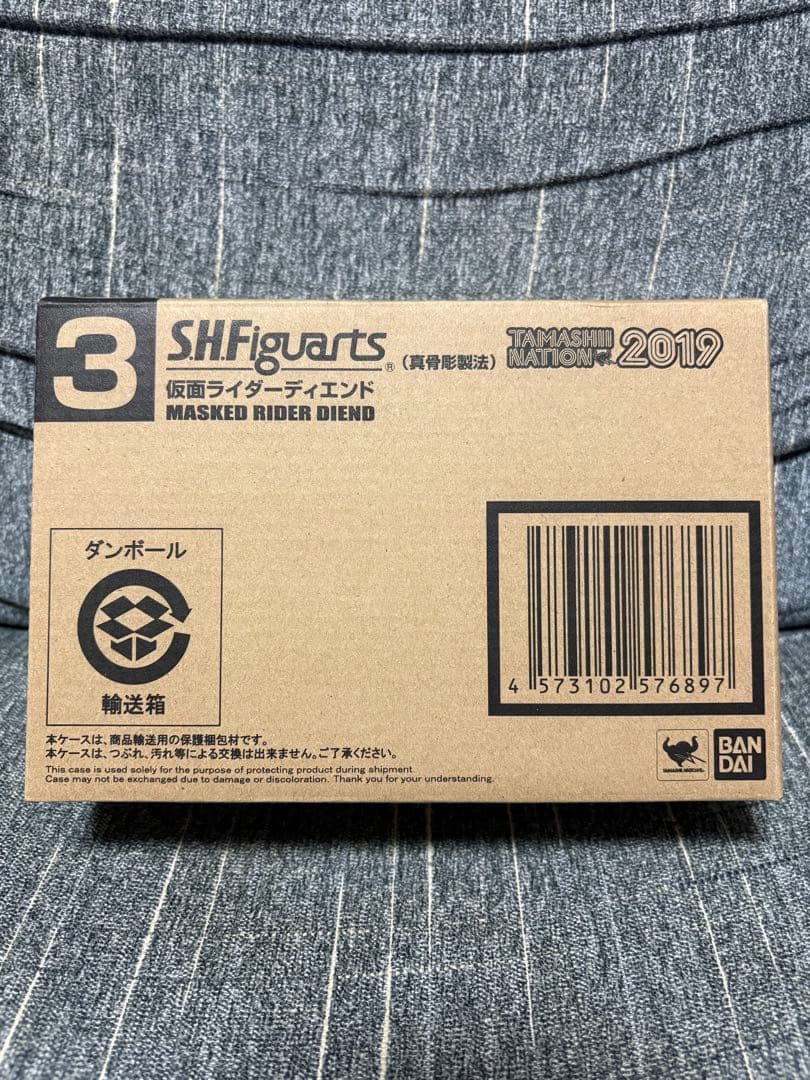 3
S.H.Figuarts®
(真骨彫製法)
TAMASHII
NATION
2019
仮面ライダーディエンド
MASKED RIDER DIEND
ダンボール
輸送箱
4 573102 576897
本ケースは、商品輸送用の保護梱包材です。
本ケースは、つぶれ、汚れ等による交換は出来ません。ご了承ください。
This case is used solely for the purpose of protecting product during shipment.
Case may not be exchanged due to damage or discoloration. Thank you for your understanding.
TAMASHII NATIONS
BAN
DAI